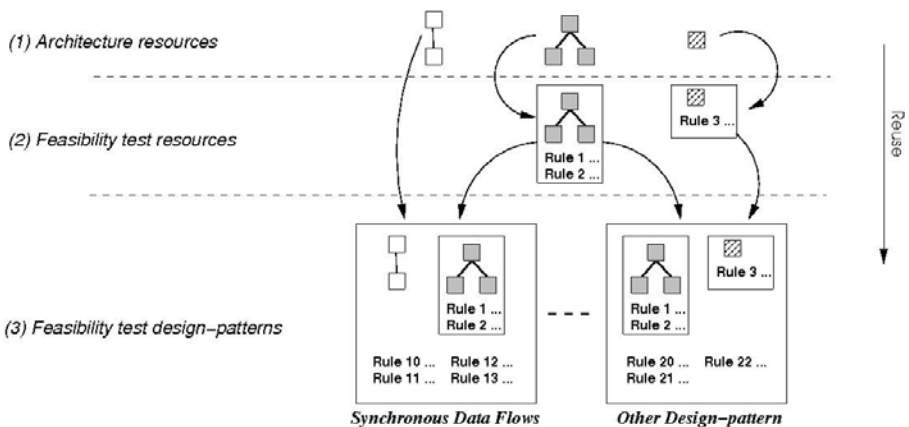 (1) Architecture resources
(2) Feasibility test resources
Rule 3 ...
Rule 1 ...
Rule 2 ...
Reuse
(3) Feasibility test design-patterns
Rule 1 ...
Rule 2 ...
Rule 10 ... Rule 12 ...
Rule 11 ... Rule 13 ...
Rule 3 ...
Rule 1 ...
Rule 2 ...
Rule 20 ... Rule 22 ...
Rule 21 ...
Synchronous Data Flows
Other Design-pattern